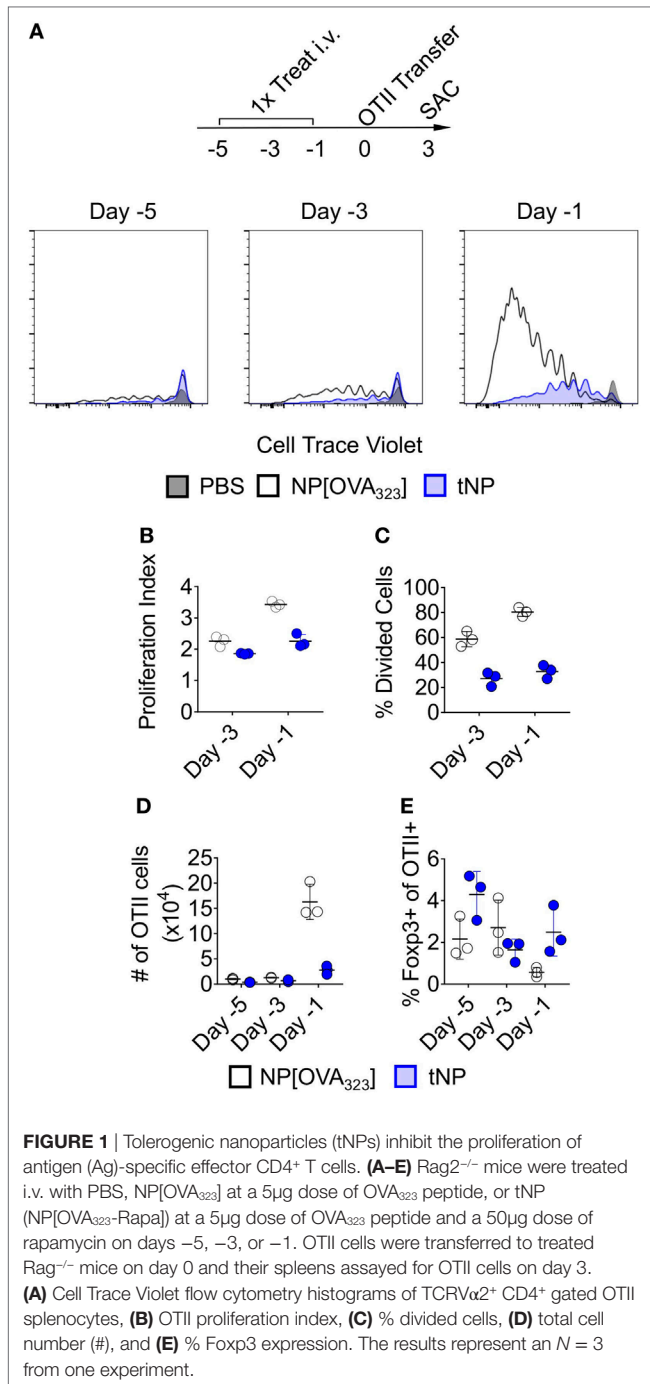 A
1x Treat i.v.
OTII Transfer
SAC
-5 -3 -1 0 3
Day -5 Day -3 Day -1
Cell Trace Violet
PBS NP[OVA323] tNP
B
Proliferation Index
4
3
2
1
0
Day -3 Day -1
C
% Divided Cells
100
80
60
40
20
0
Day -3 Day -1
D
# of OTII cells
(x10⁴)
25
20
15
10
5
0
Day -5 Day -3 Day -1
E
% Foxp3+ of OTII+
6
4
2
0
Day -5 Day -3 Day -1
NP[OVA323] tNP
FIGURE 1 | Tolerogenic nanoparticles (tNPs) inhibit the proliferation of
antigen (Ag)-specific effector CD4⁺ T cells. (A–E) Rag2⁻/⁻ mice were treated
i.v. with PBS, NP[OVA323] at a 5μg dose of OVA323 peptide, or tNP
(NP[OVA323-Rapa]) at a 5μg dose of OVA323 peptide and a 50μg dose of
rapamycin on days −5, −3, or −1. OTII cells were transferred to treated
Rag⁻/⁻ mice on day 0 and their spleens assayed for OTII cells on day 3.
(A) Cell Trace Violet flow cytometry histograms of TCRVα2⁺ CD4⁺ gated OTII
splenocytes, (B) OTII proliferation index, (C) % divided cells, (D) total cell
number (#), and (E) % Foxp3 expression. The results represent an N = 3
from one experiment.